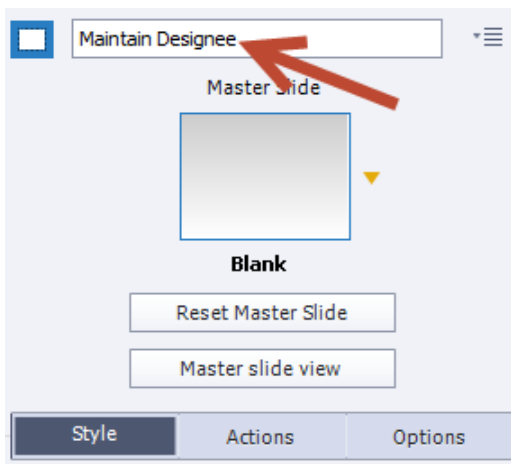 Maintain Designee
Master Slide
Blank
Reset Master Slide
Master slide view
Style Actions Options